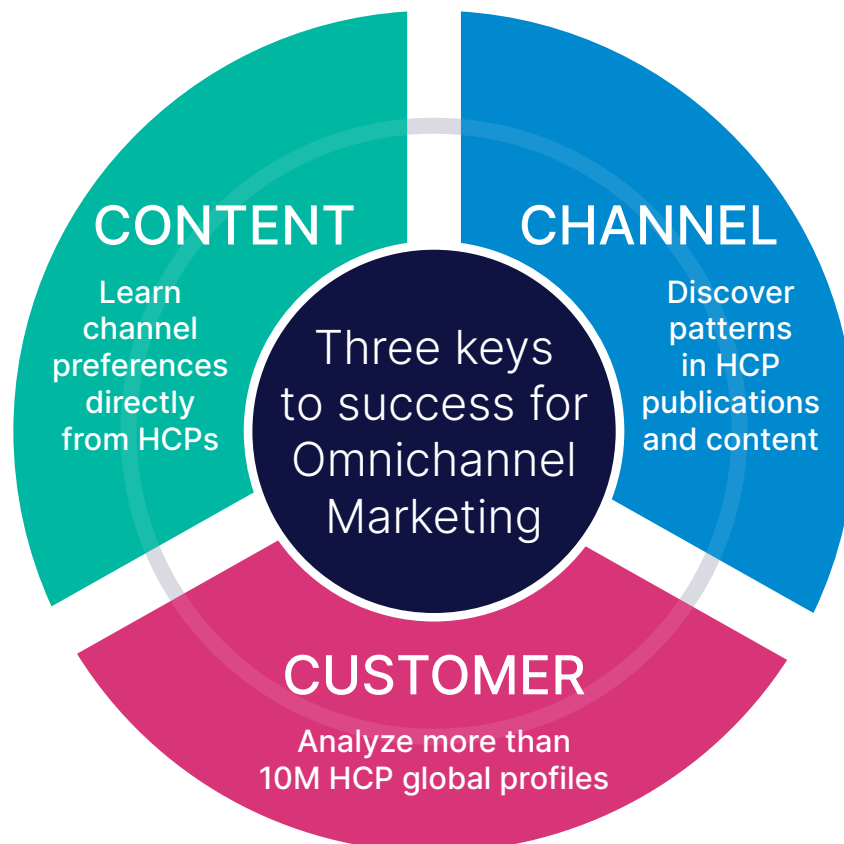 CONTENT
Learn
channel
preferences
directly
from HCPs
CHANNEL
Discover
patterns
in HCP
publications
and content
Three keys
to success for
Omnichannel
Marketing
CUSTOMER
Analyze more than
10M HCP global profiles